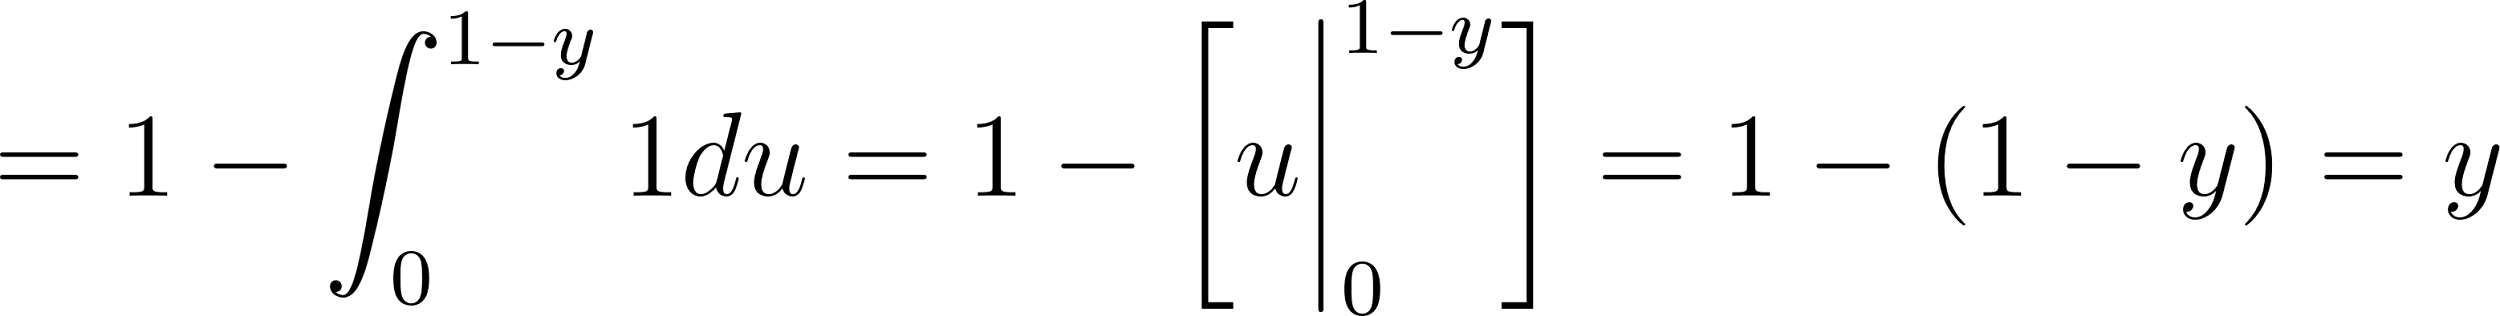 = 1 − ∫₀^{1−y} 1du = 1 − [u|₀^{1−y}] = 1 − (1 − y) = y